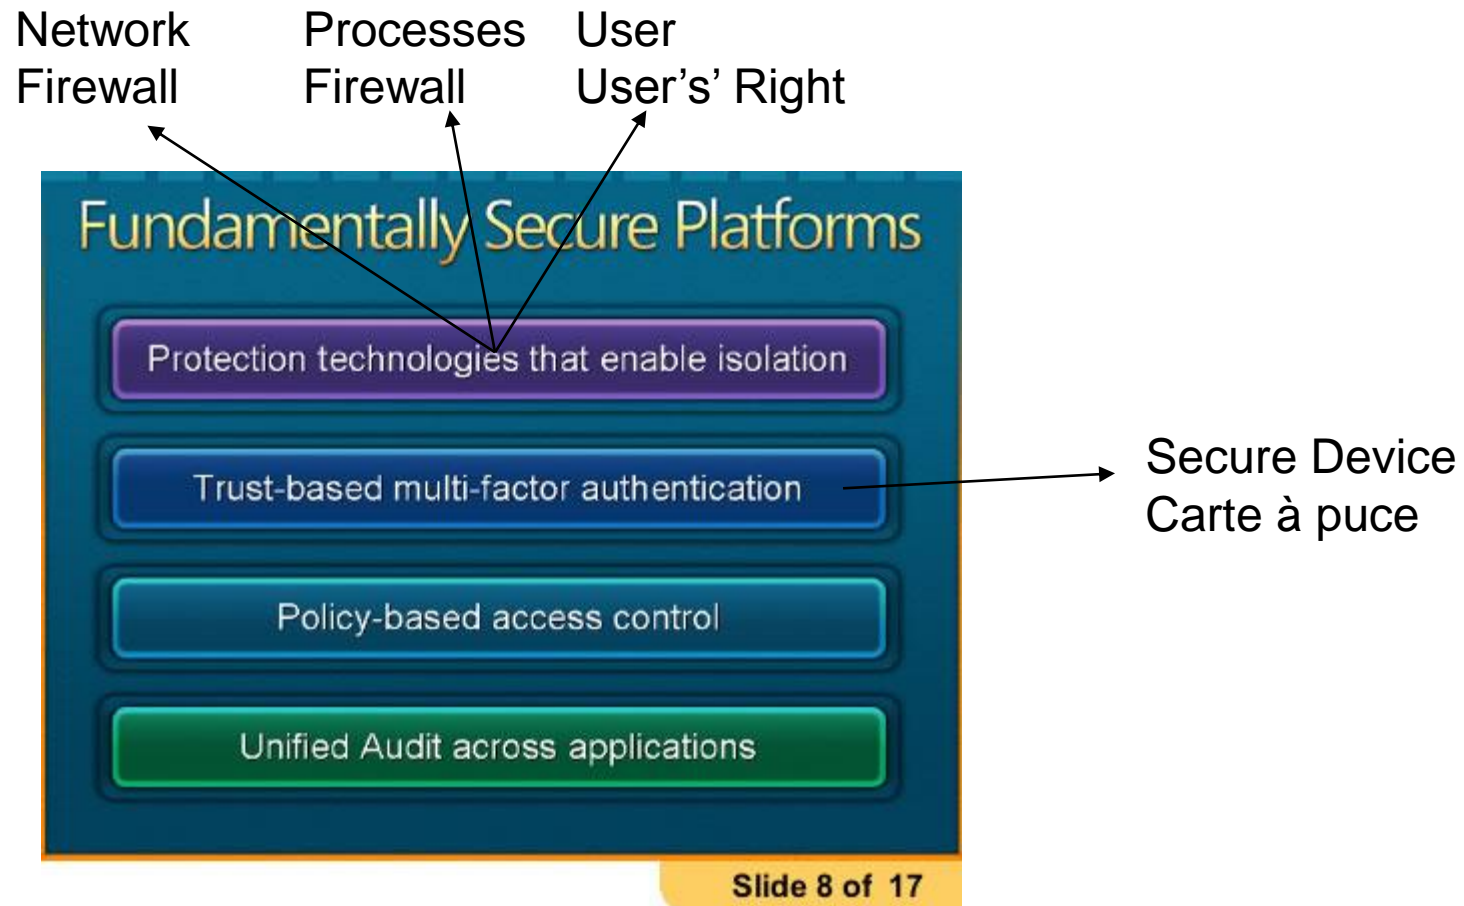 Network
Firewall
Processes
Firewall
User
User’s’ Right
Fundamentally Secure Platforms
Protection technologies that enable isolation
Trust-based multi-factor authentication
Secure Device
Carte à puce
Policy-based access control
Unified Audit across applications
Slide 8 of 17